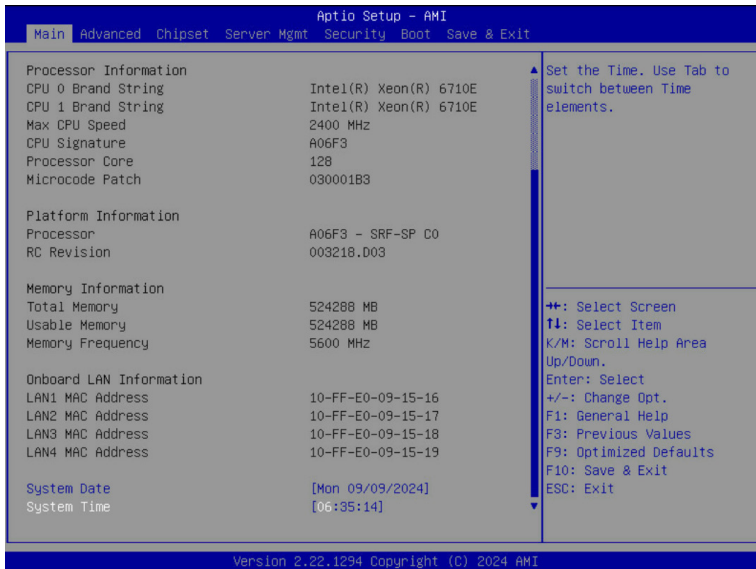 Aptio Setup - AMI
Main Advanced Chipset Server Mgmt Security Boot Save & Exit
Processor Information
CPU 0 Brand String Intel(R) Xeon(R) 6710E
CPU 1 Brand String Intel(R) Xeon(R) 6710E
Max CPU Speed 2400 MHz
CPU Signature A06F3
Processor Core 128
Microcode Patch 030001B3
Platform Information
Processor A06F3 - SRF-SP C0
RC Revision 003218.D03
Memory Information
Total Memory 524288 MB
Usable Memory 524288 MB
Memory Frequency 5600 MHz
Onboard LAN Information
LAN1 MAC Address 10-FF-E0-09-15-16
LAN2 MAC Address 10-FF-E0-09-15-17
LAN3 MAC Address 10-FF-E0-09-15-18
LAN4 MAC Address 10-FF-E0-09-15-19
System Date [Mon 09/09/2024]
System Time [06:35:14]
Set the Time. Use Tab to
switch between Time
elements.
→←: Select Screen
↑↓: Select Item
K/M: Scroll Help Area
Up/Down.
Enter: Select
+/-: Change Opt.
F1: General Help
F3: Previous Values
F9: Optimized Defaults
F10: Save & Exit
ESC: Exit
Version 2.22.1294 Copyright (C) 2024 AMI